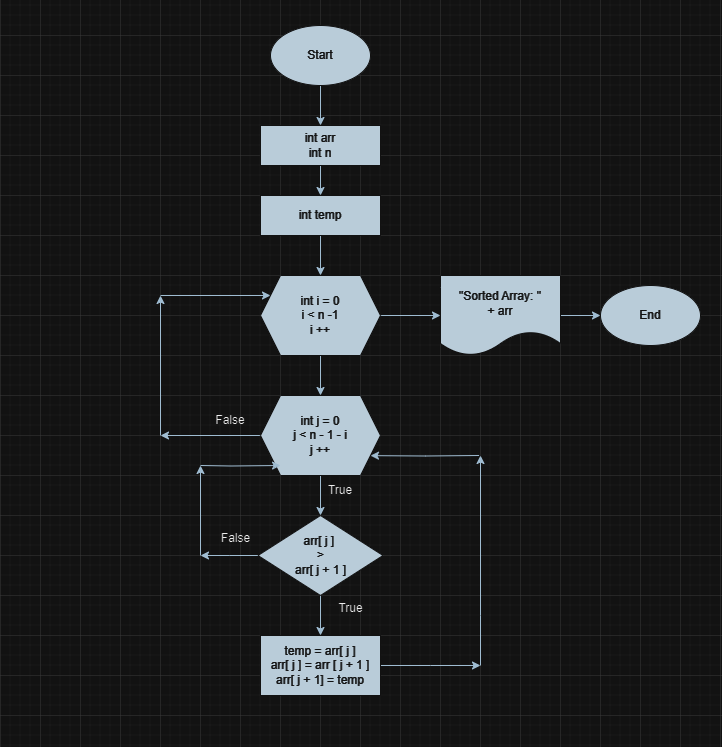 Start
int arr
int n
int temp
int i = 0
i < n -1
i ++
"Sorted Array: "
+ arr
End
int j = 0
j < n - 1 - i
j ++
False
True
False
arr[ j ]
>
arr[ j + 1 ]
True
temp = arr[ j ]
arr[ j ] = arr [ j + 1 ]
arr[ j + 1] = temp